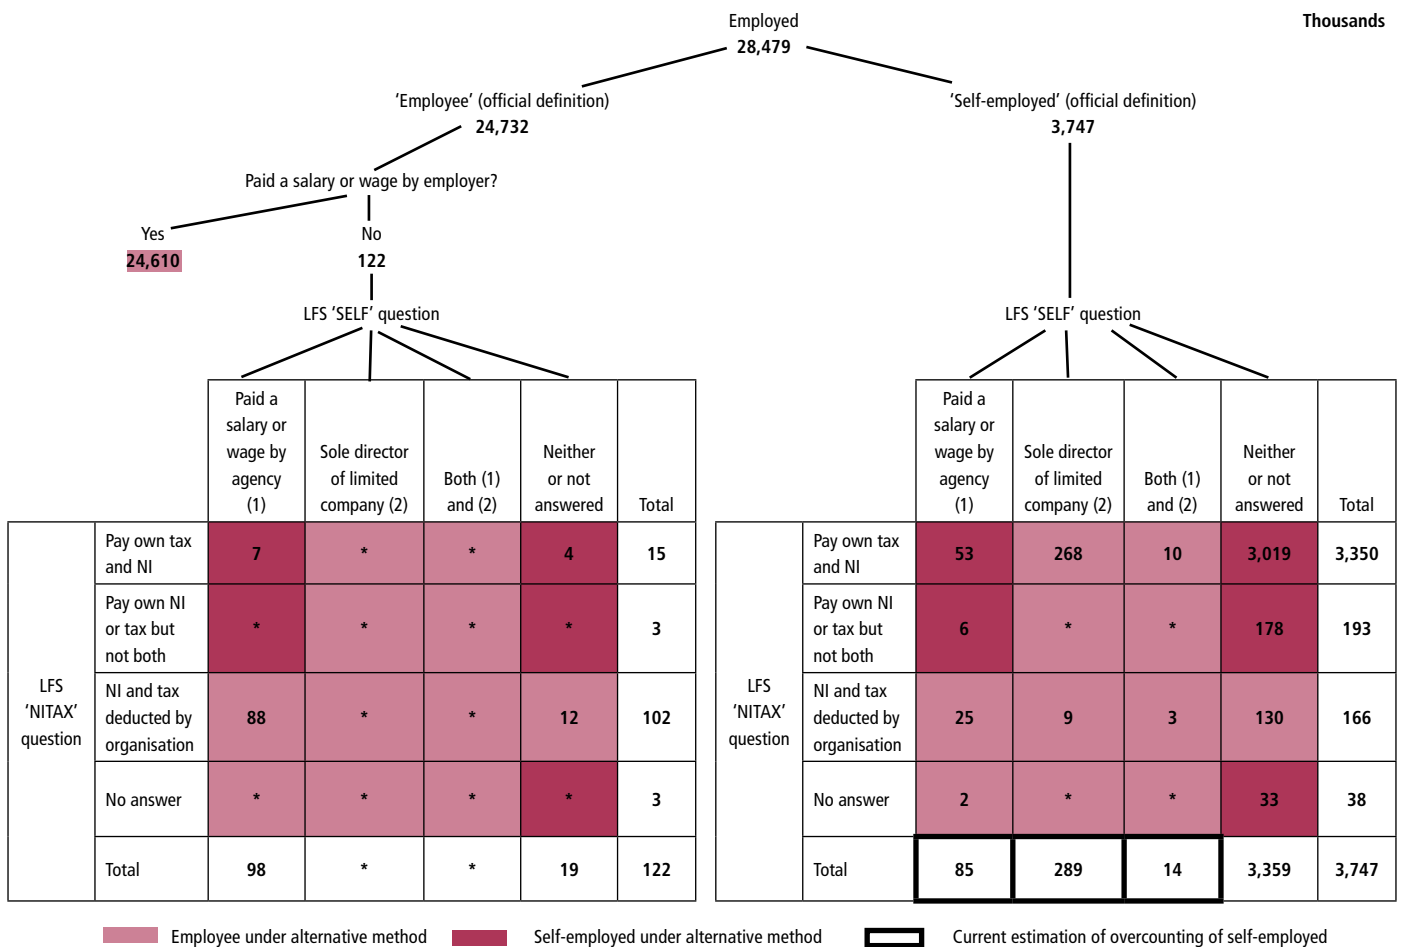 Employed
Thousands
28,479
'Employee' (official definition)
24,732
'Self-employed' (official definition)
3,747
Paid a salary or wage by employer?
Yes
24,610
No
122
LFS 'SELF' question
LFS 'SELF' question
Paid a
salary or
wage by
agency
(1)
Sole director
of limited
company (2)
Both (1)
and (2)
Neither
or not
answered
Total
LFS
'NITAX'
question
Pay own tax
and NI
7 * * 4 15
Pay own NI
or tax but
not both
* * * * 3
NI and tax
deducted by
organisation
88 * * 12 102
No answer
* * * * 3
Total 98 * * 19 122
Paid a
salary or
wage by
agency
(1)
Sole director
of limited
company (2)
Both (1)
and (2)
Neither
or not
answered
Total
LFS
'NITAX'
question
Pay own tax
and NI
53 268 10 3,019 3,350
Pay own NI
or tax but
not both
6 * * 178 193
NI and tax
deducted by
organisation
25 9 3 130 166
No answer
2 * * 33 38
Total 85 289 14 3,359 3,747
Employee under alternative method
Self-employed under alternative method
Current estimation of overcounting of self-employed